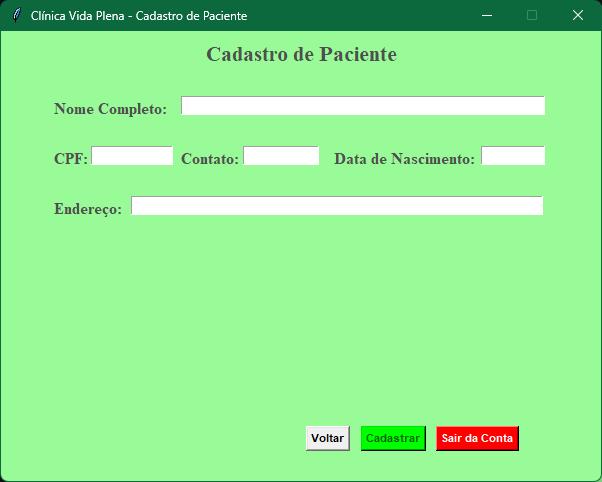 Clínica Vida Plena - Cadastro de Paciente
Cadastro de Paciente
Nome Completo:
CPF: Contato: Data de Nascimento:
Endereço:
Voltar Cadastrar Sair da Conta